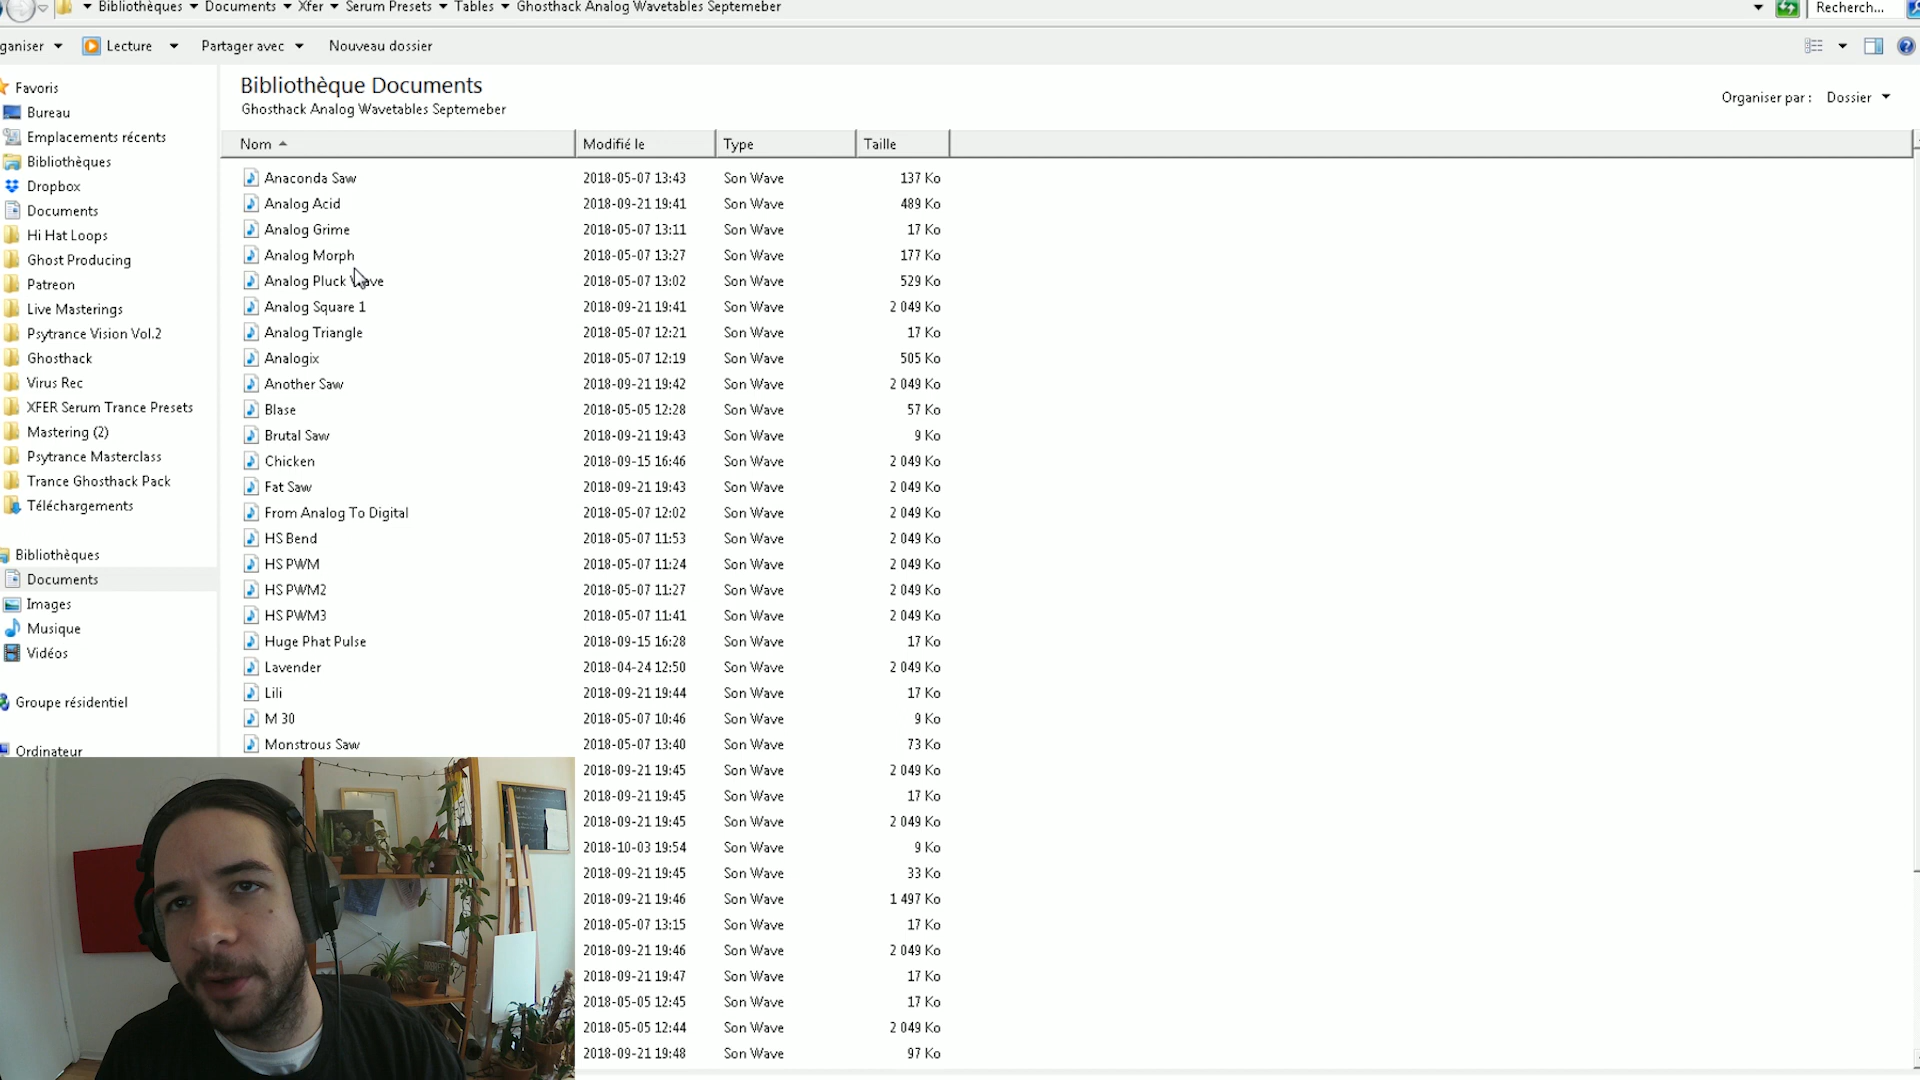 Bibliothèques Documents Xfer Serum Presets Tables Ghosthack Analog Wavetables Septemeber Recherch...
ganiser Lecture Partager avec Nouveau dossier
Bibliothèque Documents
Ghosthack Analog Wavetables Septemeber
Organiser par : Dossier
Favoris
Bureau
Emplacements récents
Bibliothèques
Dropbox
Documents
Hi Hat Loops
Ghost Producing
Patreon
Live Masterings
Psytrance Vision Vol.2
Ghosthack
Virus Rec
XFER Serum Trance Presets
Mastering (2)
Psytrance Masterclass
Trance Ghosthack Pack
Téléchargements
Bibliothèques
Documents
Images
Musique
Vidéos
Groupe résidentiel
Ordinateur
Nom Modifié le Type Taille
Anaconda Saw 2018-05-07 13:43 Son Wave 137 Ko
Analog Acid 2018-09-21 19:41 Son Wave 489 Ko
Analog Grime 2018-05-07 13:11 Son Wave 17 Ko
Analog Morph 2018-05-07 13:27 Son Wave 177 Ko
Analog Pluck Wave 2018-05-07 13:02 Son Wave 529 Ko
Analog Square 1 2018-09-21 19:41 Son Wave 2 049 Ko
Analog Triangle 2018-05-07 12:21 Son Wave 17 Ko
Analogix 2018-05-07 12:19 Son Wave 505 Ko
Another Saw 2018-09-21 19:42 Son Wave 2 049 Ko
Blase 2018-05-05 12:28 Son Wave 57 Ko
Brutal Saw 2018-09-21 19:43 Son Wave 9 Ko
Chicken 2018-09-15 16:46 Son Wave 2 049 Ko
Fat Saw 2018-09-21 19:43 Son Wave 2 049 Ko
From Analog To Digital 2018-05-07 12:02 Son Wave 2 049 Ko
HS Bend 2018-05-07 11:53 Son Wave 2 049 Ko
HS PWM 2018-05-07 11:24 Son Wave 2 049 Ko
HS PWM2 2018-05-07 11:27 Son Wave 2 049 Ko
HS PWM3 2018-05-07 11:41 Son Wave 2 049 Ko
Huge Phat Pulse 2018-09-15 16:28 Son Wave 17 Ko
Lavender 2018-04-24 12:50 Son Wave 2 049 Ko
Lili 2018-09-21 19:44 Son Wave 17 Ko
M 30 2018-05-07 10:46 Son Wave 9 Ko
Monstrous Saw 2018-05-07 13:40 Son Wave 73 Ko
2018-09-21 19:45 Son Wave 2 049 Ko
2018-09-21 19:45 Son Wave 17 Ko
2018-09-21 19:45 Son Wave 2 049 Ko
2018-10-03 19:54 Son Wave 9 Ko
2018-09-21 19:45 Son Wave 33 Ko
2018-09-21 19:46 Son Wave 1 497 Ko
2018-05-07 13:15 Son Wave 17 Ko
2018-09-21 19:46 Son Wave 2 049 Ko
2018-09-21 19:47 Son Wave 17 Ko
2018-05-05 12:45 Son Wave 17 Ko
2018-05-05 12:44 Son Wave 2 049 Ko
2018-09-21 19:48 Son Wave 97 Ko